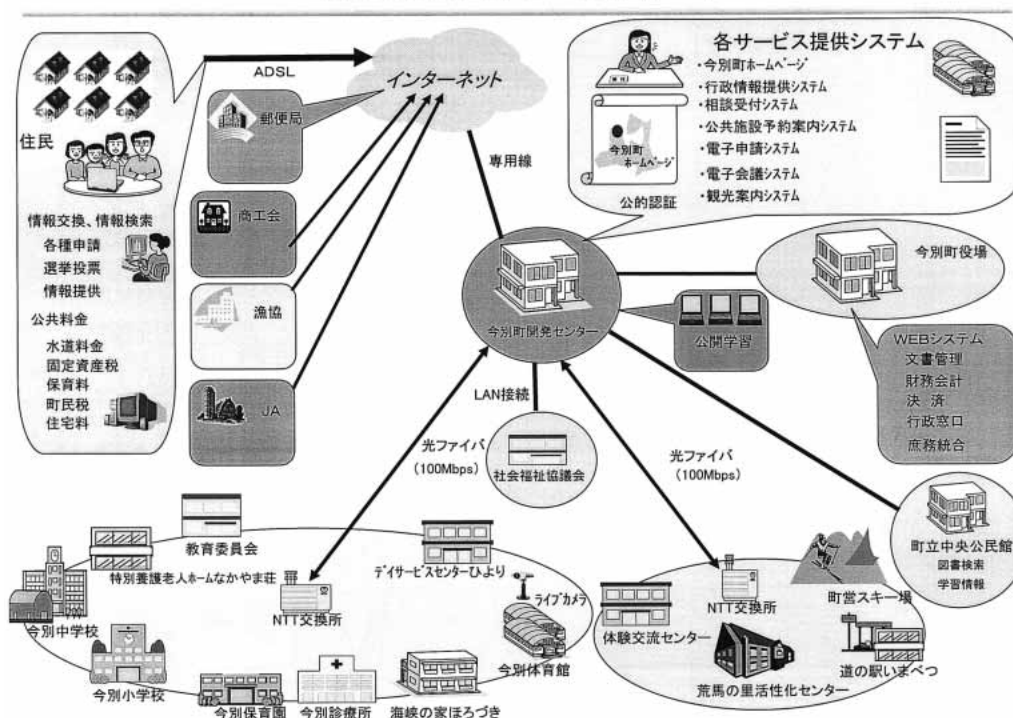 ADSL
インターネット
専用線
住民
情報交換、情報検索
各種申請
選挙投票
情報提供
公共料金
水道料金
固定資産税
保育料
町民税
住宅料
郵便局
商工会
漁協
JA
各サービス提供システム
・今別町ホームページ
・行政情報提供システム
・相談受付システム
・公共施設予約案内システム
・電子申請システム
・電子会議システム
・観光案内システム
今別町
ホームページ
公的認証
今別町開発センター
公開学習
今別町役場
WEBシステム
文書管理
財務会計
決 済
行政窓口
庶務統合
LAN接続
社会福祉協議会
光ファイバ
(100Mbps)
光ファイバ
(100Mbps)
町立中央公民館
図書検索
学習情報
教育委員会
特別養護老人ホームなかやま荘
デイサービスセンターひより
ライブカメラ
NTT交換所
今別中学校
今別小学校
今別保育園
今別診療所
海峡の家ほろづき
今別体育館
NTT交換所
町営スキー場
体験交流センター
荒馬の里活性化センター
道の駅いまべつ